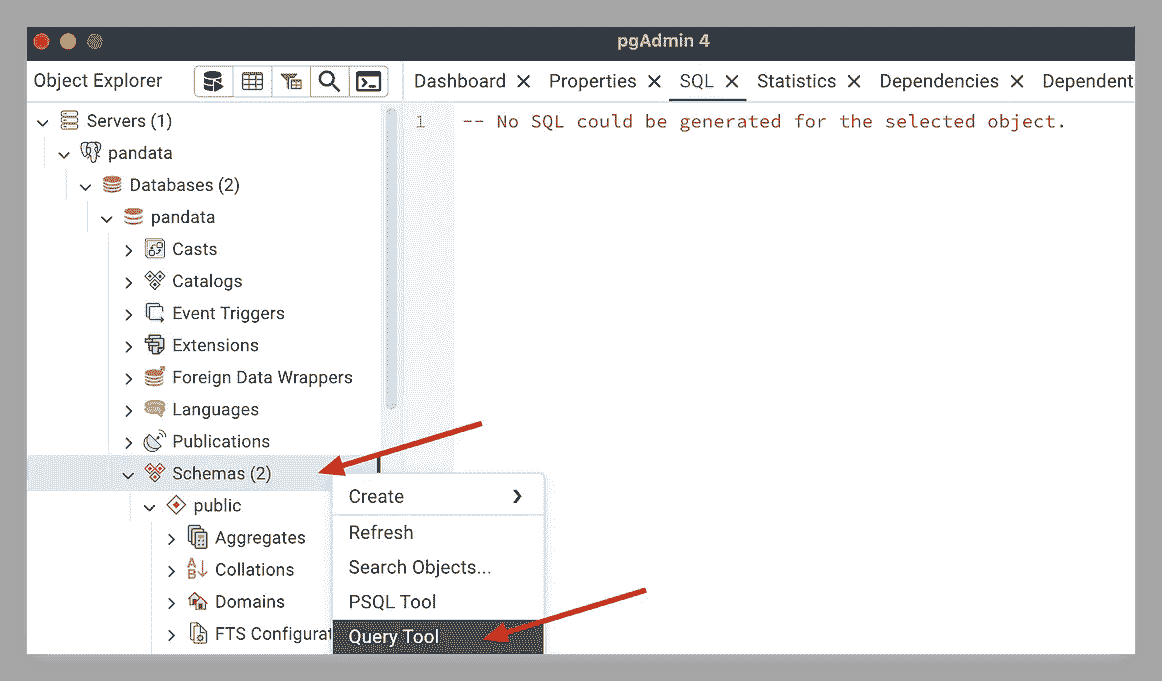 pgAdmin 4
Object Explorer
Dashboard Properties SQL Statistics Dependencies Dependent
Servers (1)
1 -- No SQL could be generated for the selected object.
pandata
Databases (2)
pandata
Casts
Catalogs
Event Triggers
Extensions
Foreign Data Wrappers
Languages
Publications
Schemas (2)
public
Aggregates
Collations
Domains
FTS Configurat
Create
Refresh
Search Objects...
PSQL Tool
Query Tool